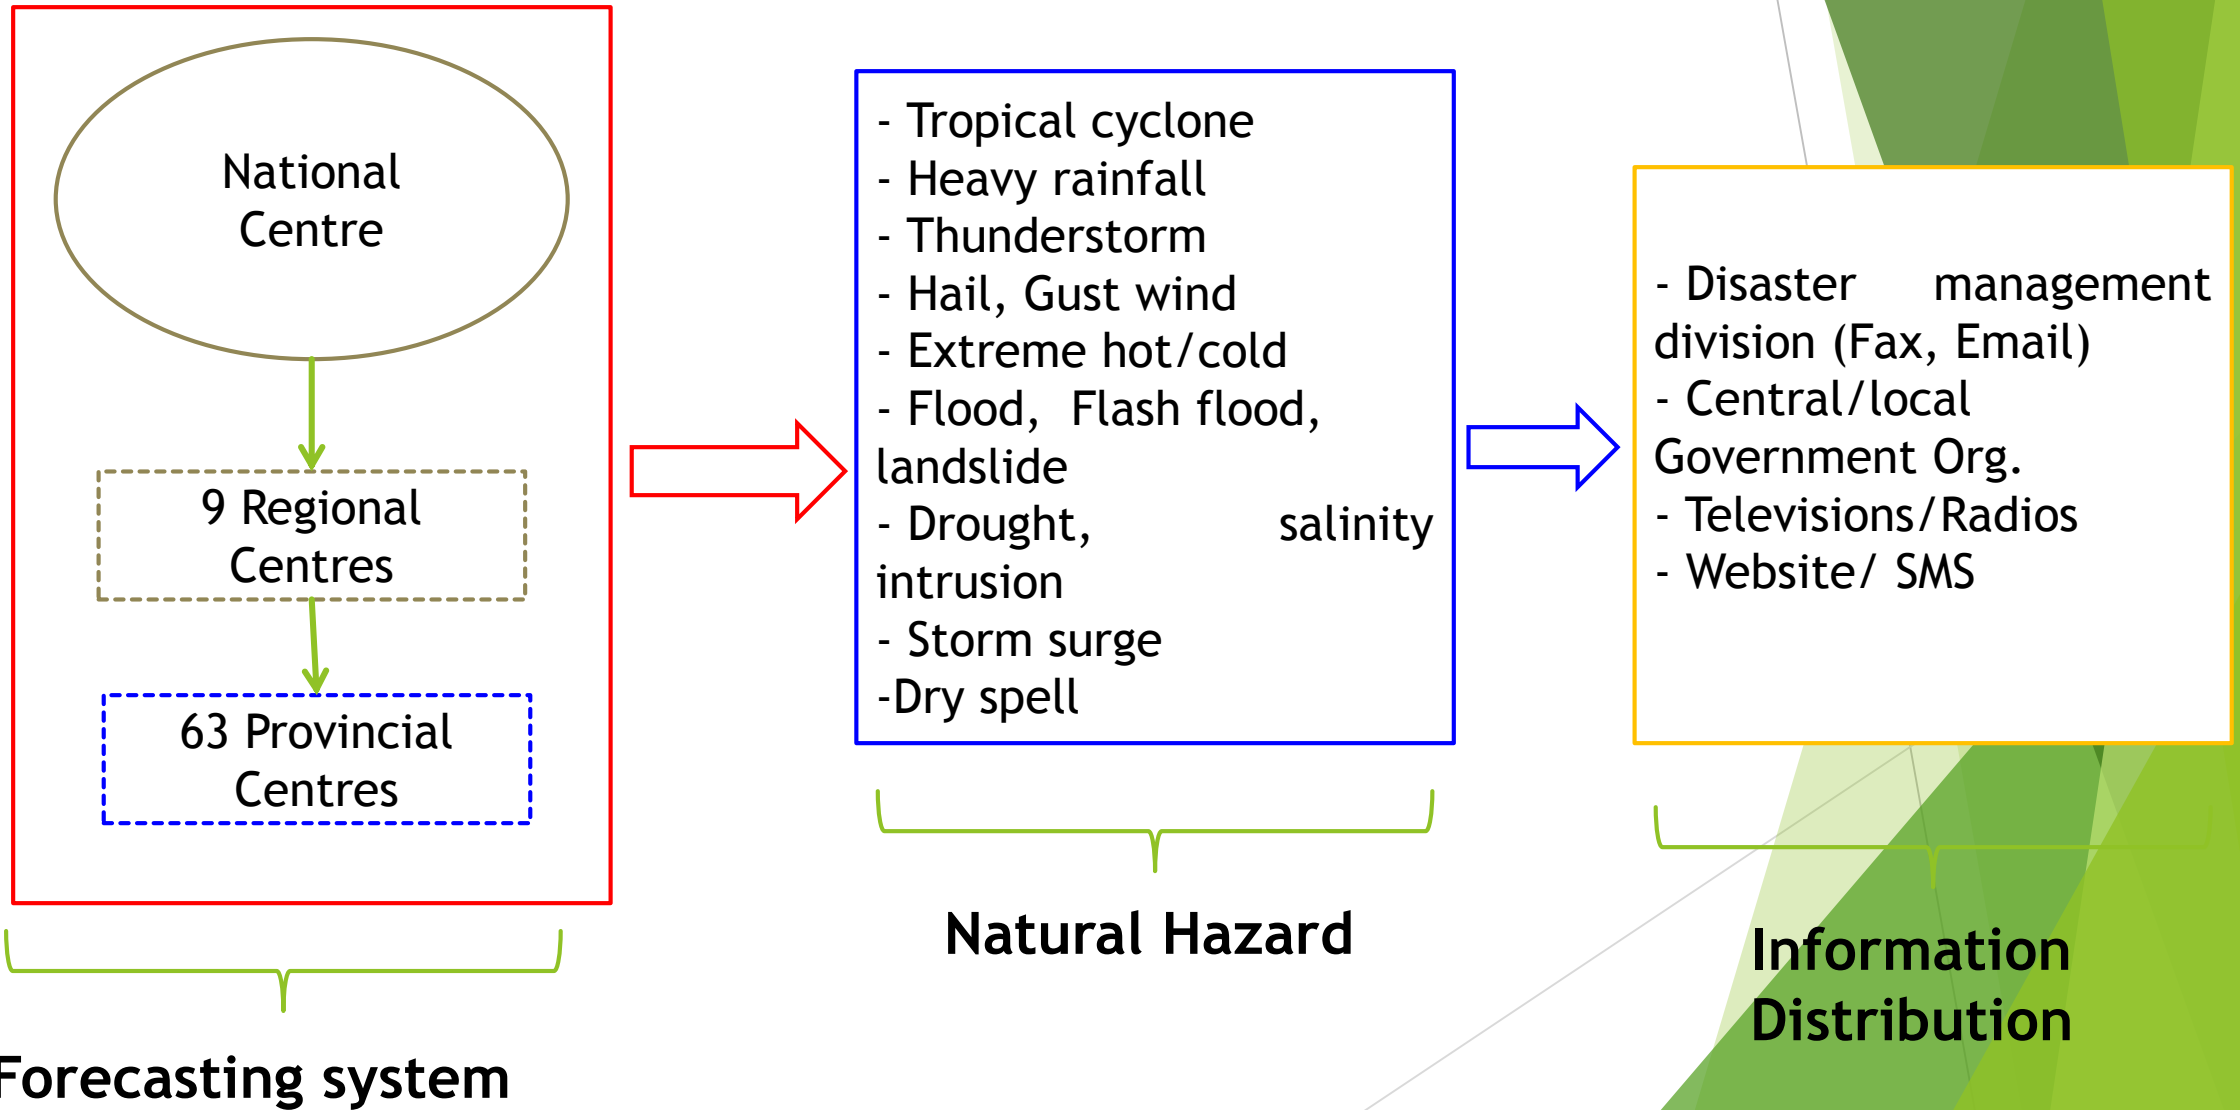 National
Centre
9 Regional
Centres
63 Provincial
Centres
Forecasting system
- Tropical cyclone
- Heavy rainfall
- Thunderstorm
- Hail, Gust wind
- Extreme hot/cold
- Flood, Flash flood,
landslide
- Drought, salinity
intrusion
- Storm surge
-Dry spell
Natural Hazard
- Disaster management
division (Fax, Email)
- Central/local
Government Org.
- Televisions/Radios
- Website/ SMS
Information
Distribution